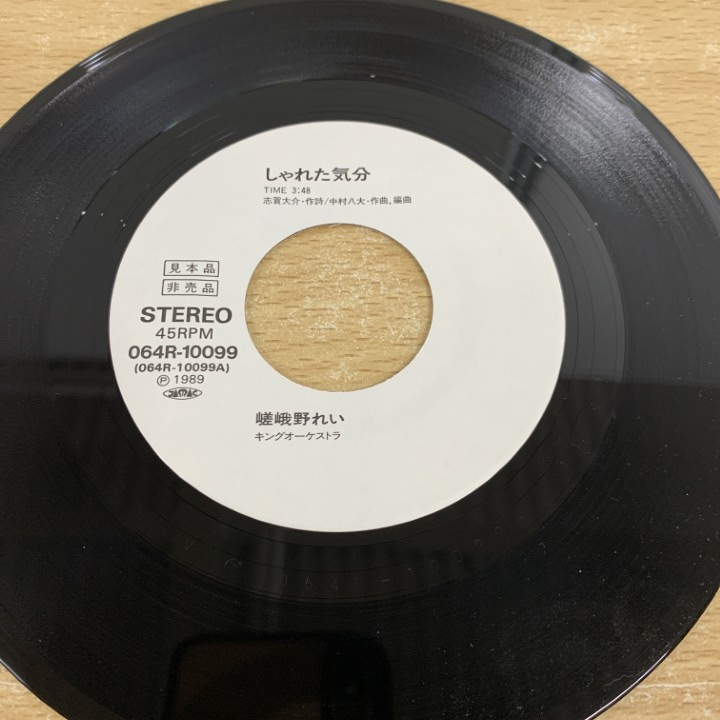 しゃれた気分
TIME 3:48
志賀大介・作詩/中村八大・作曲,編曲
見本品
非売品
STEREO
45RPM
064R-10099
(064R-10099A)
Ⓟ 1989
JASRAC
嵯峨野れい
キングオーケストラ